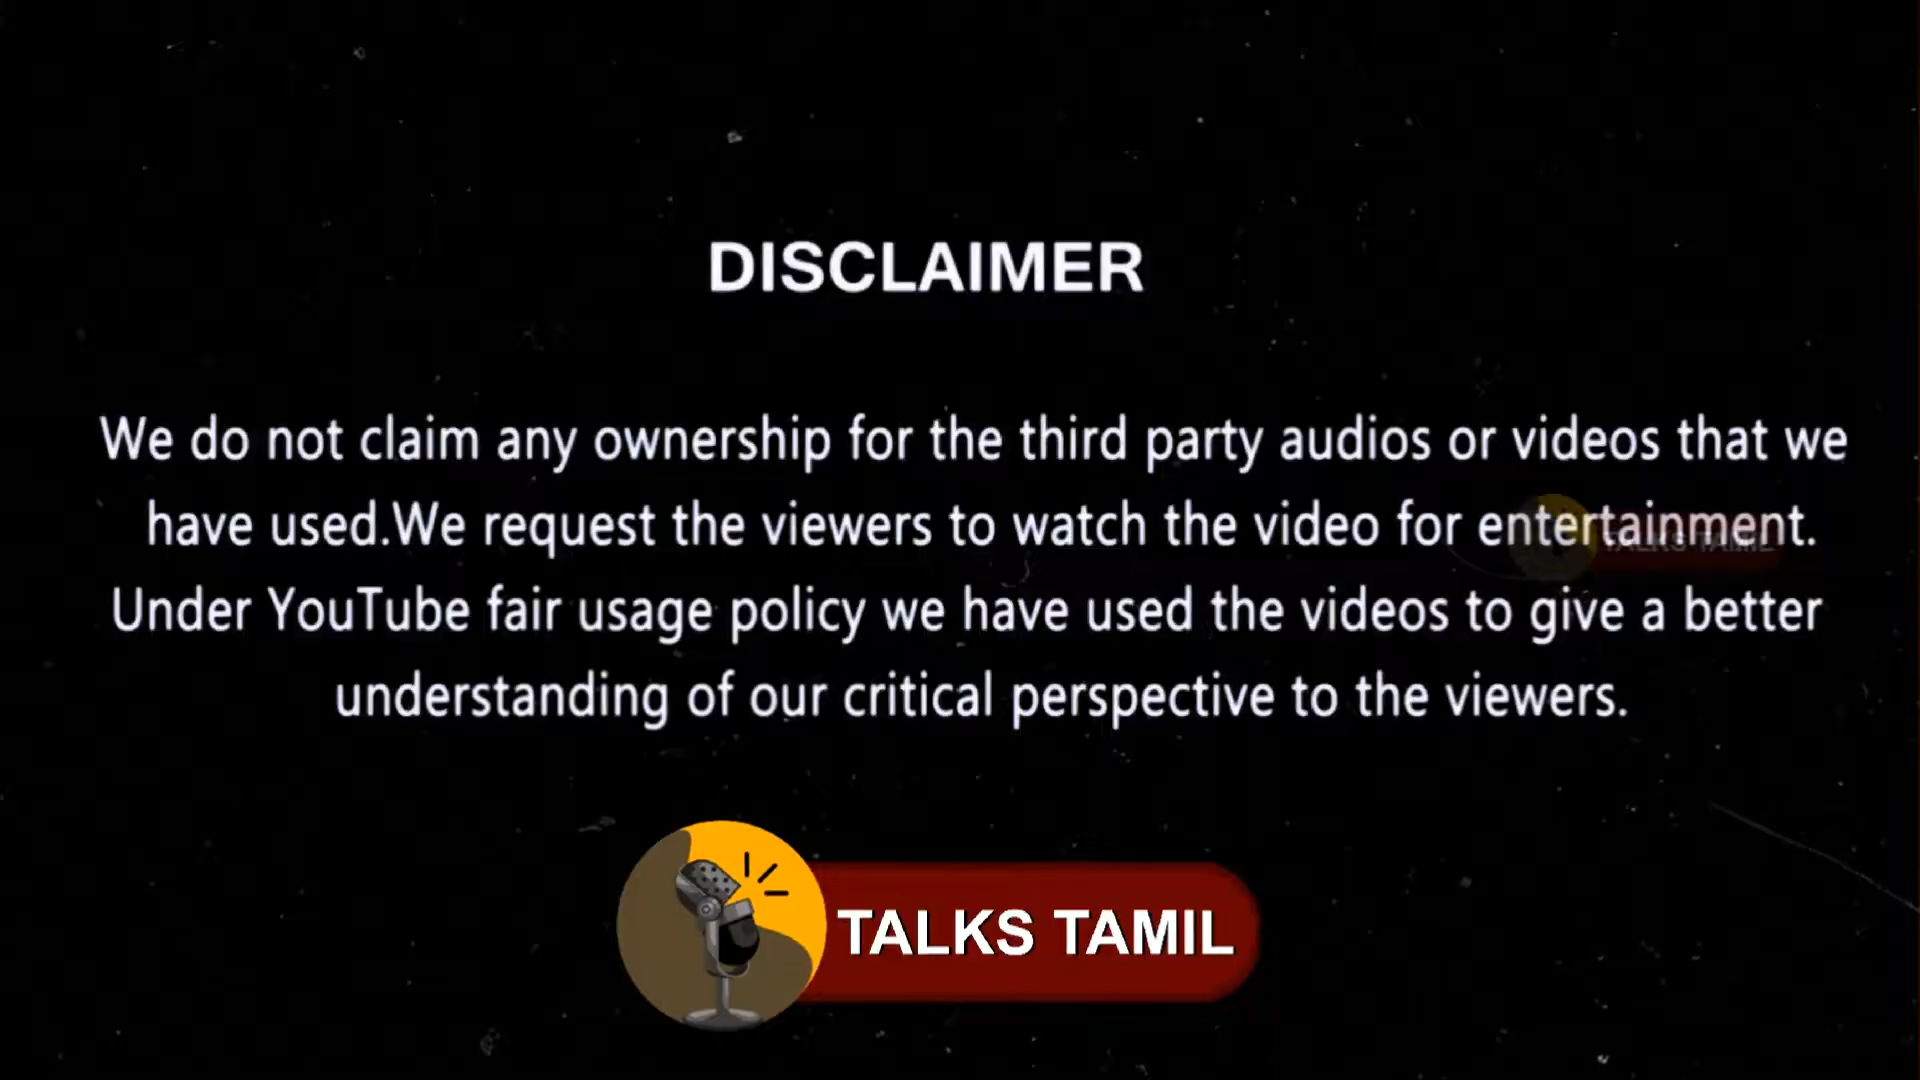 DISCLAIMER
We do not claim any ownership for the third party audios or videos that we
have used.We request the viewers to watch the video for entertainment.
TALKS TAMIL
Under YouTube fair usage policy we have used the videos to give a better
understanding of our critical perspective to the viewers.
TALKS TAMIL